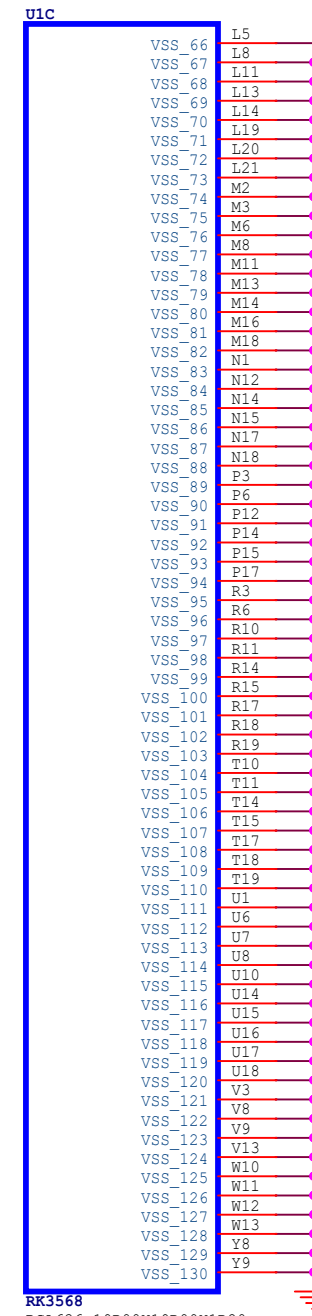 U1C
VSS_66 L5
VSS_67 L8
VSS_68 L11
VSS_69 L13
VSS_70 L14
VSS_71 L19
VSS_72 L20
VSS_73 L21
VSS_74 M2
VSS_75 M3
VSS_76 M6
VSS_77 M8
VSS_78 M11
VSS_79 M13
VSS_80 M14
VSS_81 M16
VSS_82 M18
VSS_83 N1
VSS_84 N12
VSS_85 N14
VSS_86 N15
VSS_87 N17
VSS_88 N18
VSS_89 P3
VSS_90 P6
VSS_91 P12
VSS_92 P14
VSS_93 P15
VSS_94 P17
VSS_95 R3
VSS_96 R6
VSS_97 R10
VSS_98 R11
VSS_99 R14
VSS_100 R15
VSS_101 R17
VSS_102 R18
VSS_103 R19
VSS_104 T10
VSS_105 T11
VSS_106 T14
VSS_107 T15
VSS_108 T17
VSS_109 T18
VSS_110 T19
VSS_111 U1
VSS_112 U6
VSS_113 U7
VSS_114 U8
VSS_115 U10
VSS_116 U14
VSS_117 U15
VSS_118 U16
VSS_119 U17
VSS_120 U18
VSS_121 V3
VSS_122 V8
VSS_123 V9
VSS_124 V13
VSS_125 W10
VSS_126 W11
VSS_127 W12
VSS_128 W13
VSS_129 Y8
VSS_130 Y9
RK3568